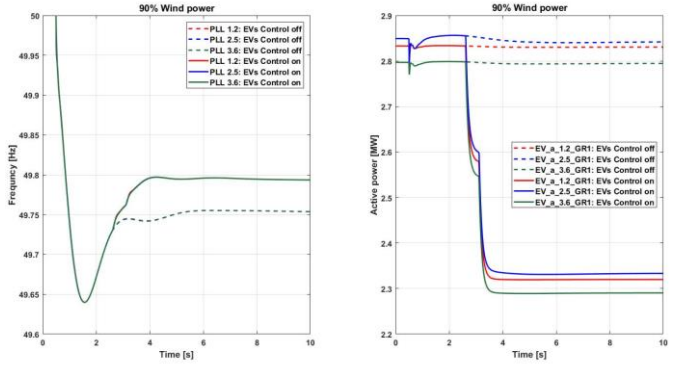 90% Wind power
50
49.95
49.9
49.85
49.8
49.75
49.7
49.65
49.6
Frequncy [Hz]
0
2
4
6
8
10
Time [s]
PLL 1.2: EVs Control off
PLL 2.5: EVs Control off
PLL 3.6: EVs Control off
PLL 1.2: EVs Control on
PLL 2.5: EVs Control on
PLL 3.6: EVs Control on
90% Wind power
2.9
2.8
2.7
2.6
2.5
2.4
2.3
2.2
Active power [MW]
0
2
4
6
8
10
Time [s]
EV_a_1.2_GR1: EVs Control off
EV_a_2.5_GR1: EVs Control off
EV_a_3.6_GR1: EVs Control off
EV_a_1.2_GR1: EVs Control on
EV_a_2.5_GR1: EVs Control on
EV_a_3.6_GR1: EVs Control on